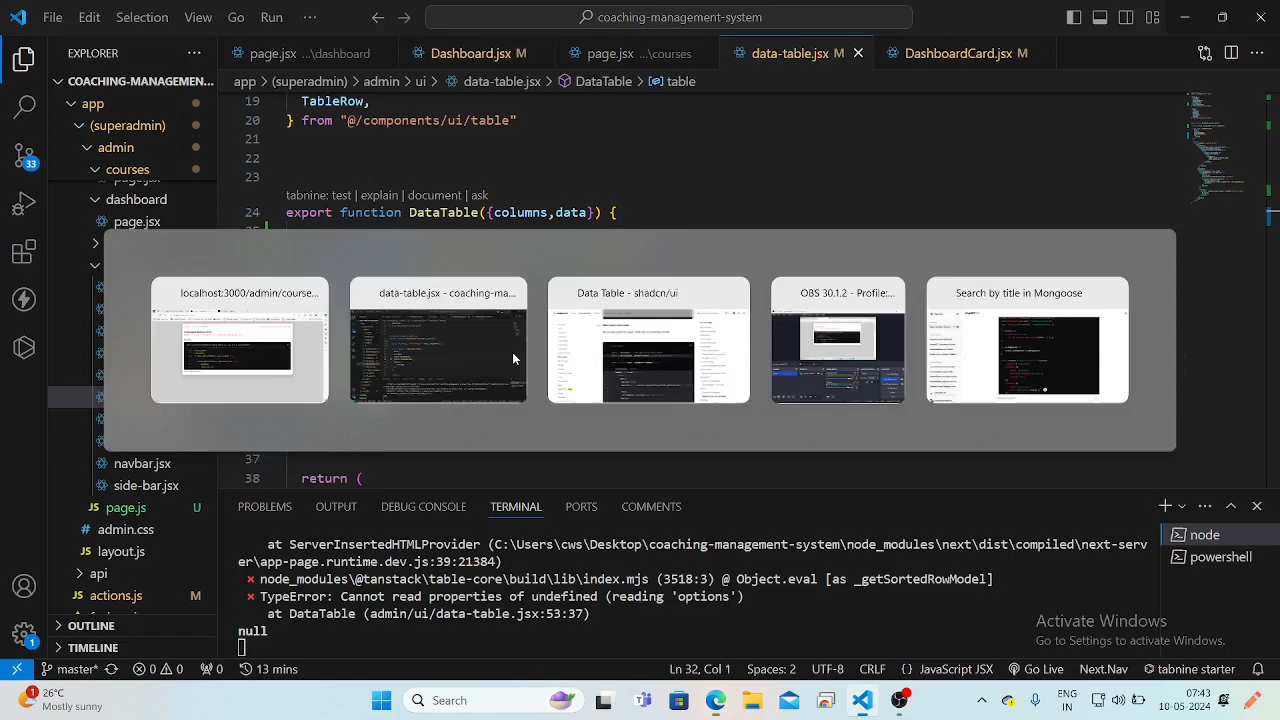 File Edit Selection View Go Run ···
coaching-management-system
EXPLORER ···
page.jsx ...\dashboard
Dashboard.jsx M
page.jsx ...\courses
data-table.jsx M
DashboardCard.jsx M
COACHING-MANAGEMEN...
app > (superadmin) > admin > ui > data-table.jsx > DataTable > table
app
(superadmin)
admin
courses
page.jsx
dashboard
page.jsx
19 TableRow,
20 } from "@/components/ui/table"
21
22
23
tabnine: test | explain | document | ask
24 export function DataTable({columns,data}) {
25
localhost:3000/admin/course...
data-table.jsx - coaching-ma...
Data Table - shadcn/ui
OBS 30.1.2 - Profile:...
Search by title in Mongoose
37
38 return (
navbar.jsx
side-bar.jsx
page.js U
admin.css
layout.js
api
actions.js M
OUTLINE
TIMELINE
33
PROBLEMS OUTPUT DEBUG CONSOLE TERMINAL PORTS COMMENTS
node
powershell
at ServerInsertedHTMLProvider (C:\Users\cws\Desktop\coaching-management-system\node_modules\next\dist\compiled\next-serv
er\app-page.runtime.dev.js:39:21384)
⨯ node_modules\@tanstack\table-core\build\lib\index.mjs (3518:3) @ Object.eval [as _getSortedRowModel]
⨯ TypeError: Cannot read properties of undefined (reading 'options')
at DataTable (admin/ui/data-table.jsx:53:37)
null
Activate Windows
Go to Settings to activate Windows.
1
master* 0 0 0 13 mins
Ln 32, Col 1 Spaces: 2 UTF-8 CRLF {} JavaScript JSX Go Live Next.Nav tabnine starter
1
26°C
Mostly sunny
Search
ENG
IN
07:43
10-05-2024